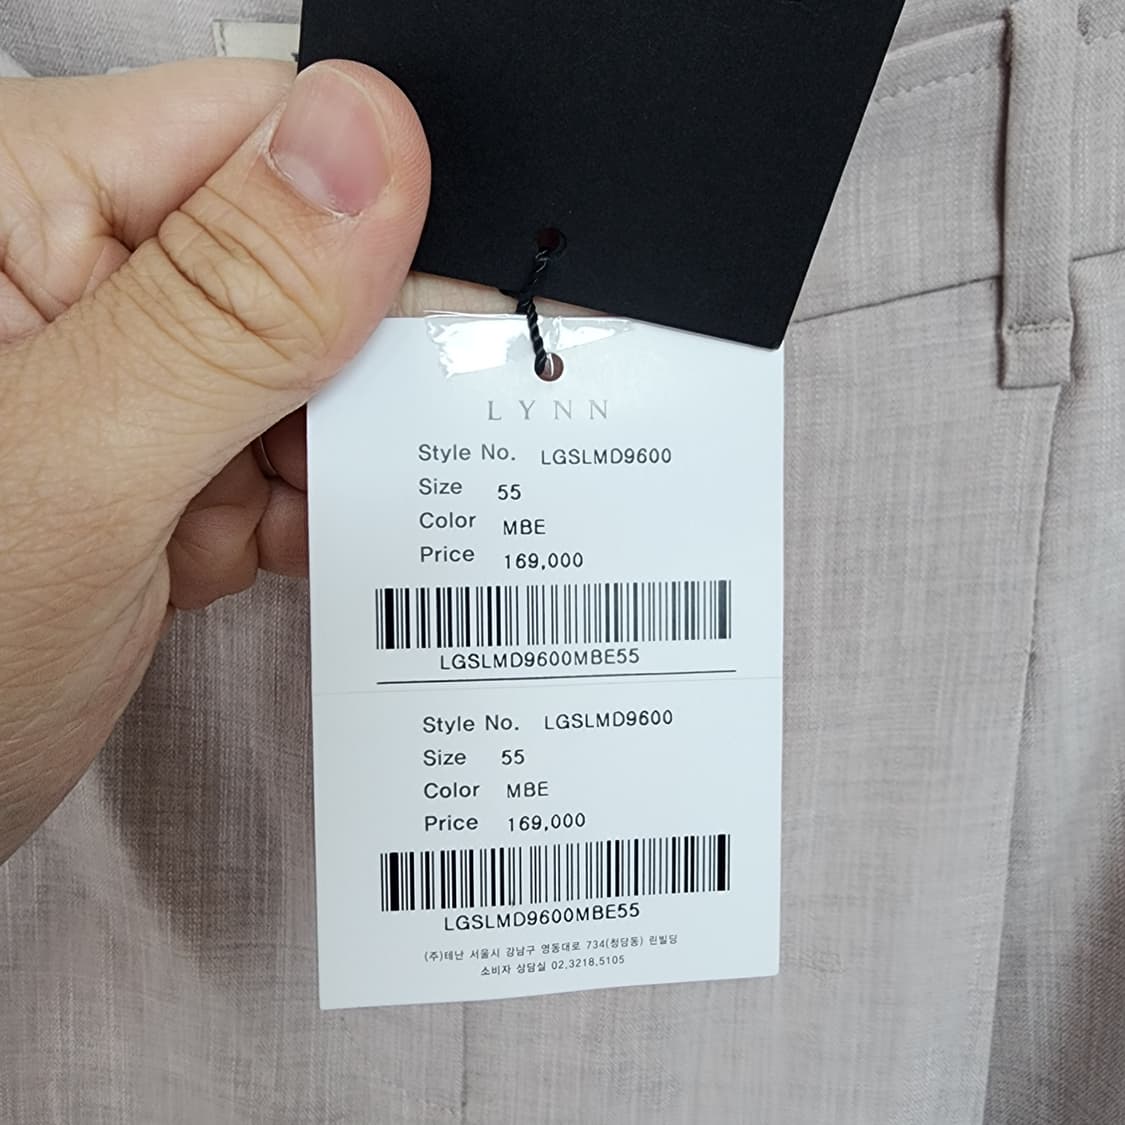 LYNN
Style No. LGSLMD9600
Size 55
Color MBE
Price 169,000
LGSLMD9600MBE55
Style No. LGSLMD9600
Size 55
Color MBE
Price 169,000
LGSLMD9600MBE55
(주)테난 서울시 강남구 영동대로 734(청담동) 린빌딩
소비자 상담실 02.3218.5105